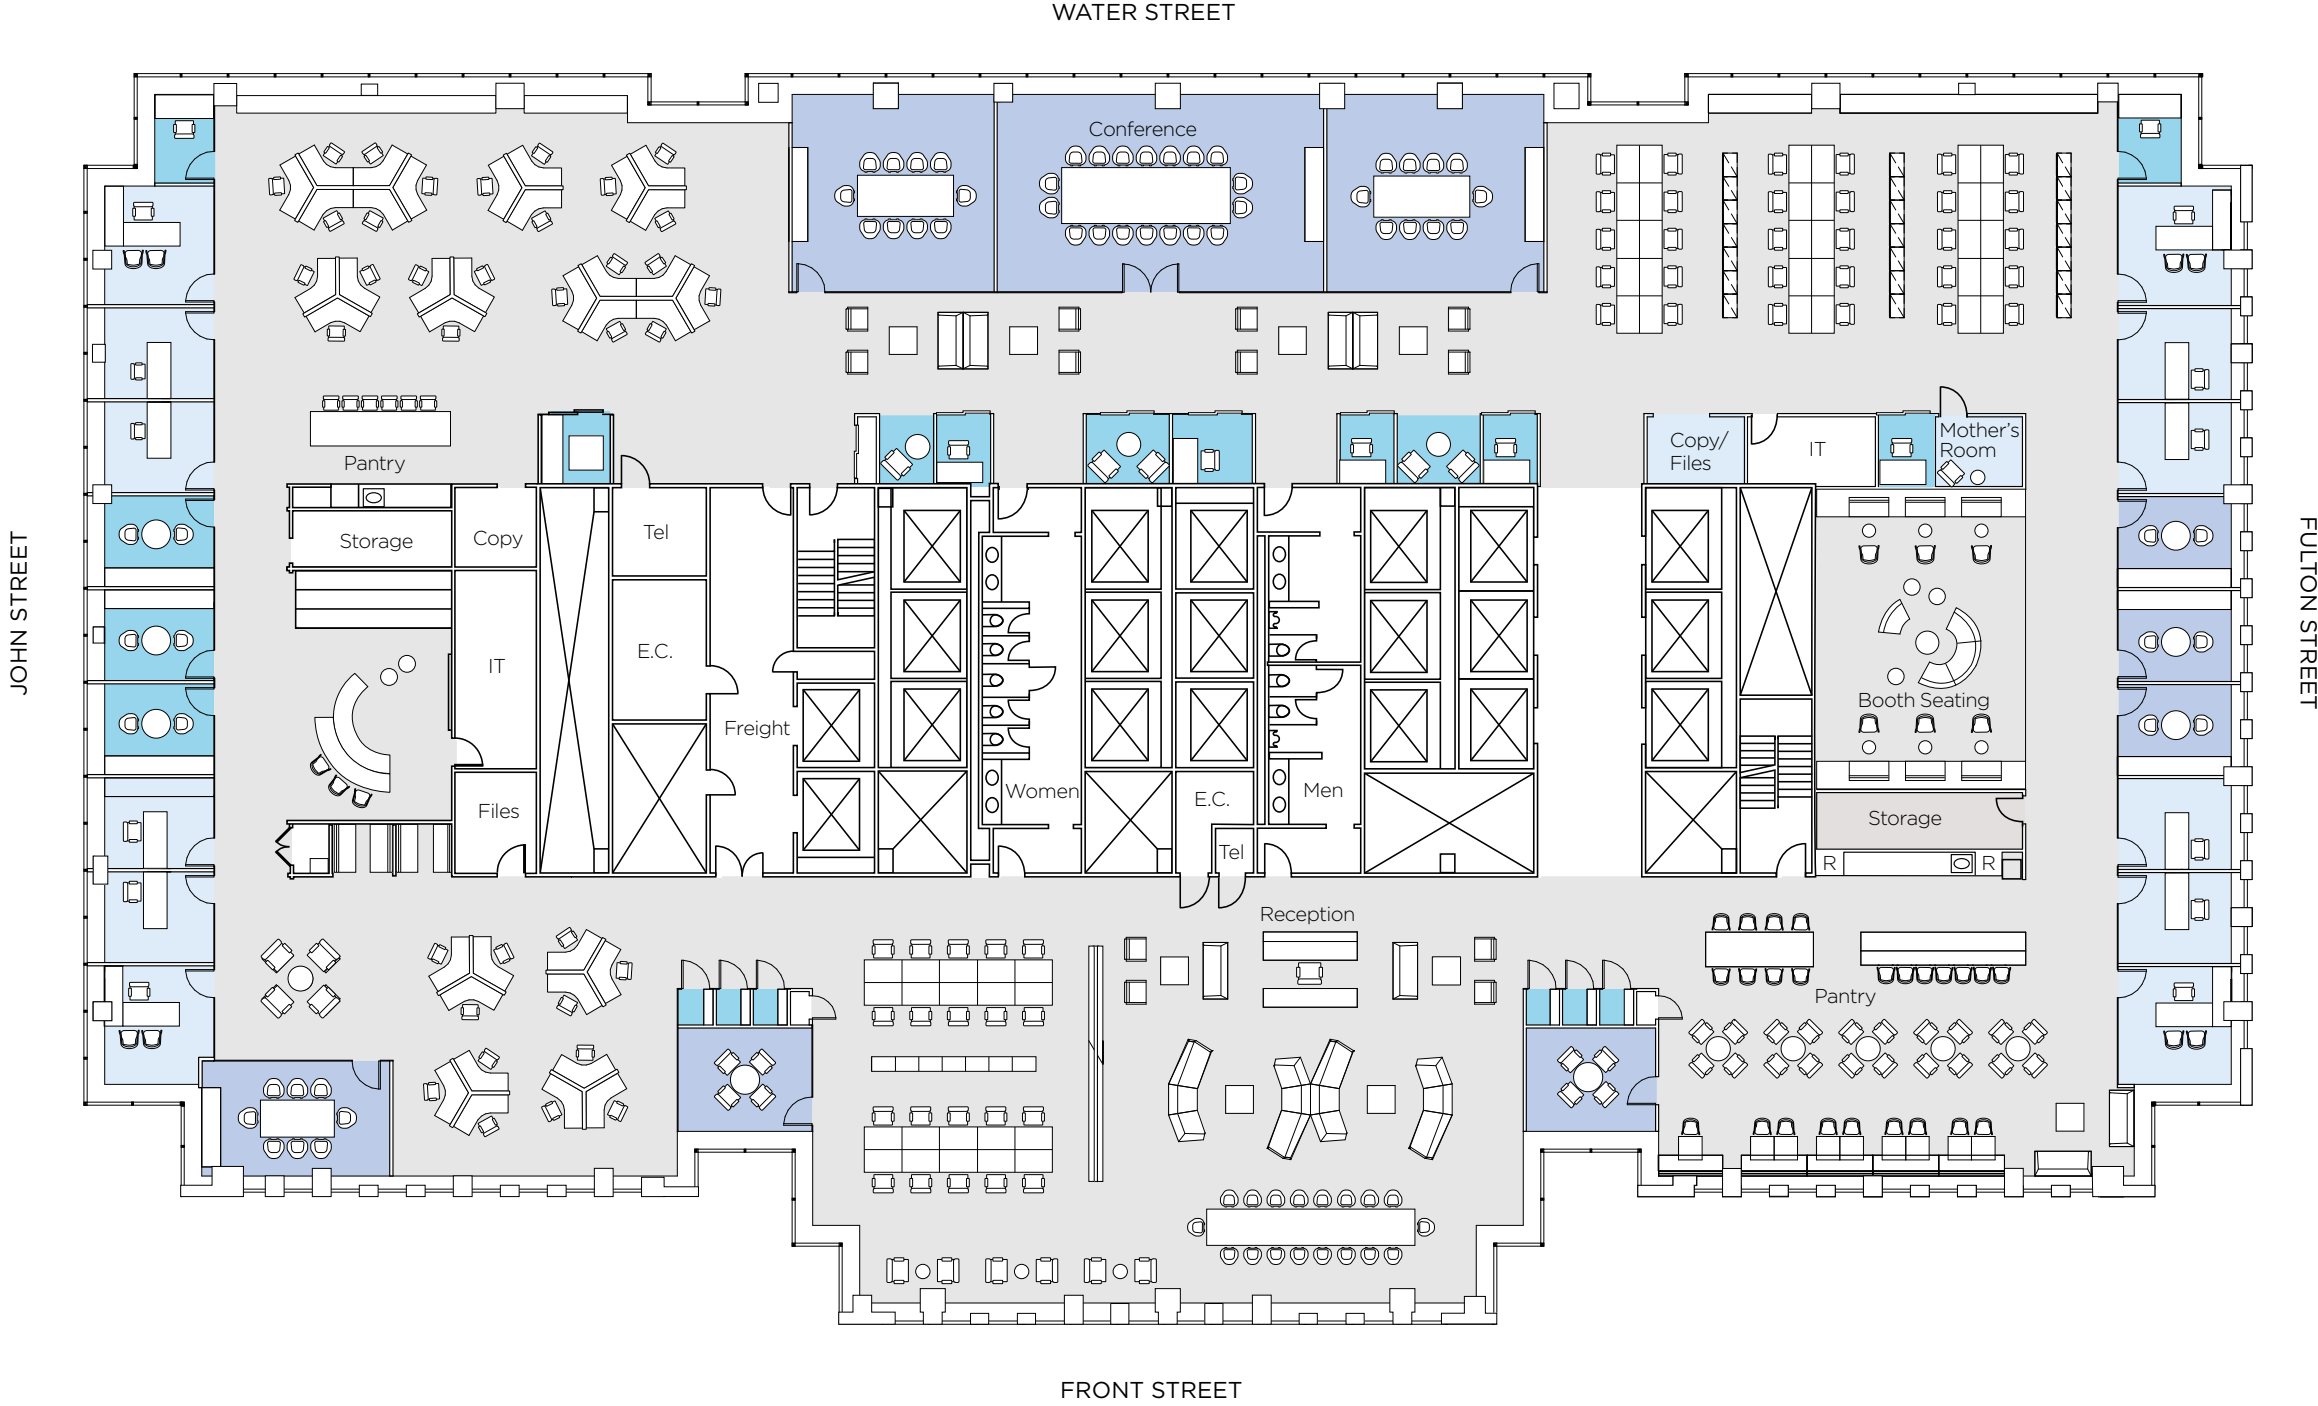 WATER STREET
Conference
Mother's
Room
Copy/
Files
IT
Pantry
Storage
Copy
Tel
E.C.
IT
Freight
Files
Women
E.C.
Men
Tel
Booth Seating
Storage
R
R
Reception
Pantry
JOHN STREET
FULTON STREET
FRONT STREET